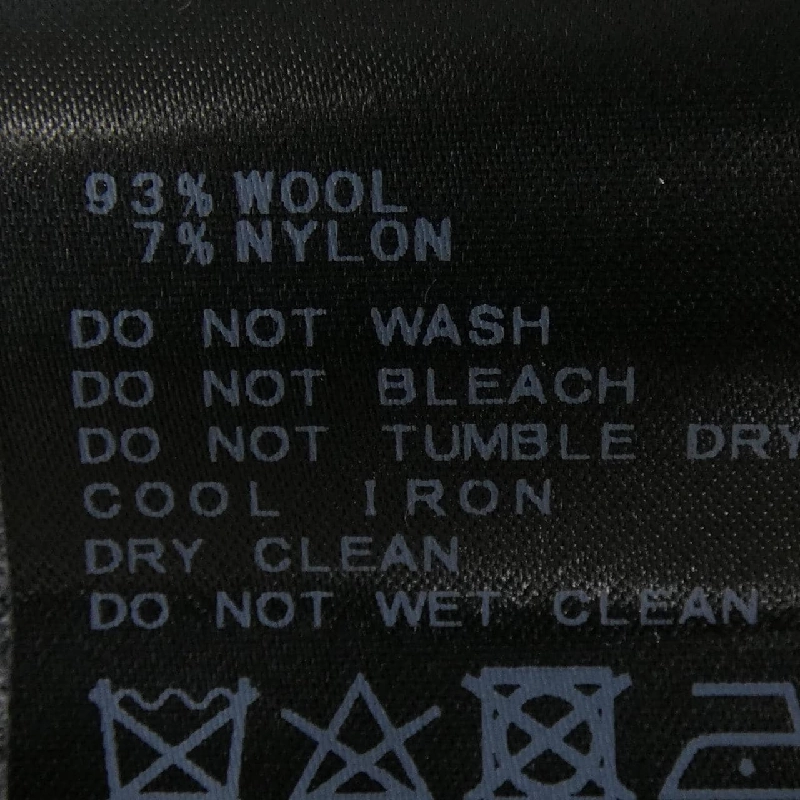 93% WOOL
7% NYLON
DO NOT WASH
DO NOT BLEACH
DO NOT TUMBLE DRY
COOL IRON
DRY CLEAN
DO NOT WET CLEAN